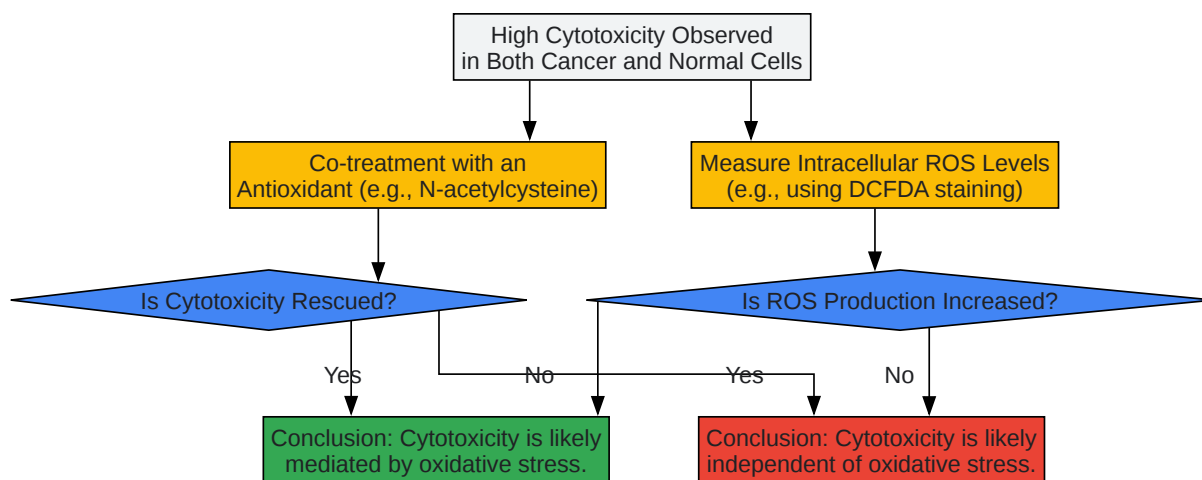 High Cytotoxicity Observed
in Both Cancer and Normal Cells
Co-treatment with an
Antioxidant (e.g., N-acetylcysteine)
Measure Intracellular ROS Levels
(e.g., using DCFDA staining)
Is Cytotoxicity Rescued?
Is ROS Production Increased?
Yes
No
Yes
No
Conclusion: Cytotoxicity is likely
mediated by oxidative stress.
Conclusion: Cytotoxicity is likely
independent of oxidative stress.